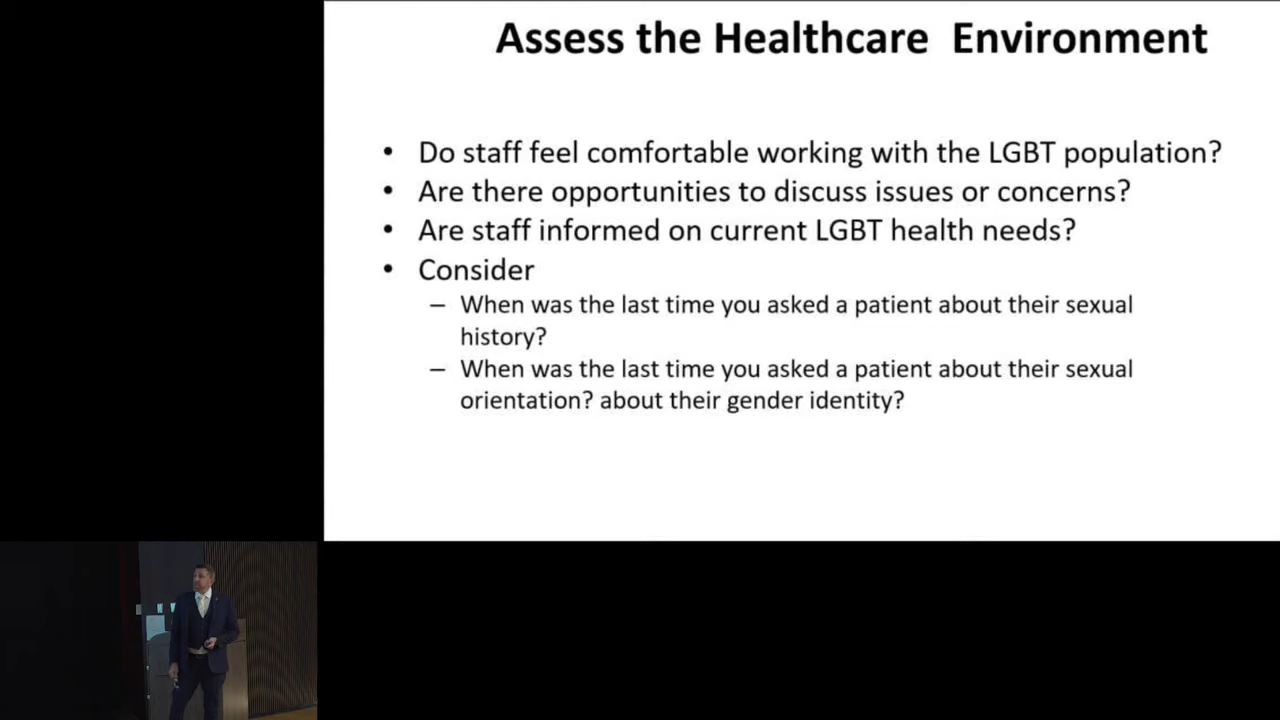 Assess the Healthcare Environment
• Do staff feel comfortable working with the LGBT population?
• Are there opportunities to discuss issues or concerns?
• Are staff informed on current LGBT health needs?
• Consider
– When was the last time you asked a patient about their sexual
history?
– When was the last time you asked a patient about their sexual
orientation? about their gender identity?